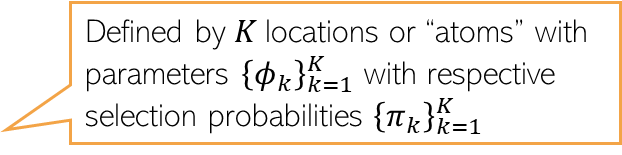 Defined by K locations or “atoms” with
parameters {ϕ_k}_{k=1}^K with respective
selection probabilities {π_k}_{k=1}^K